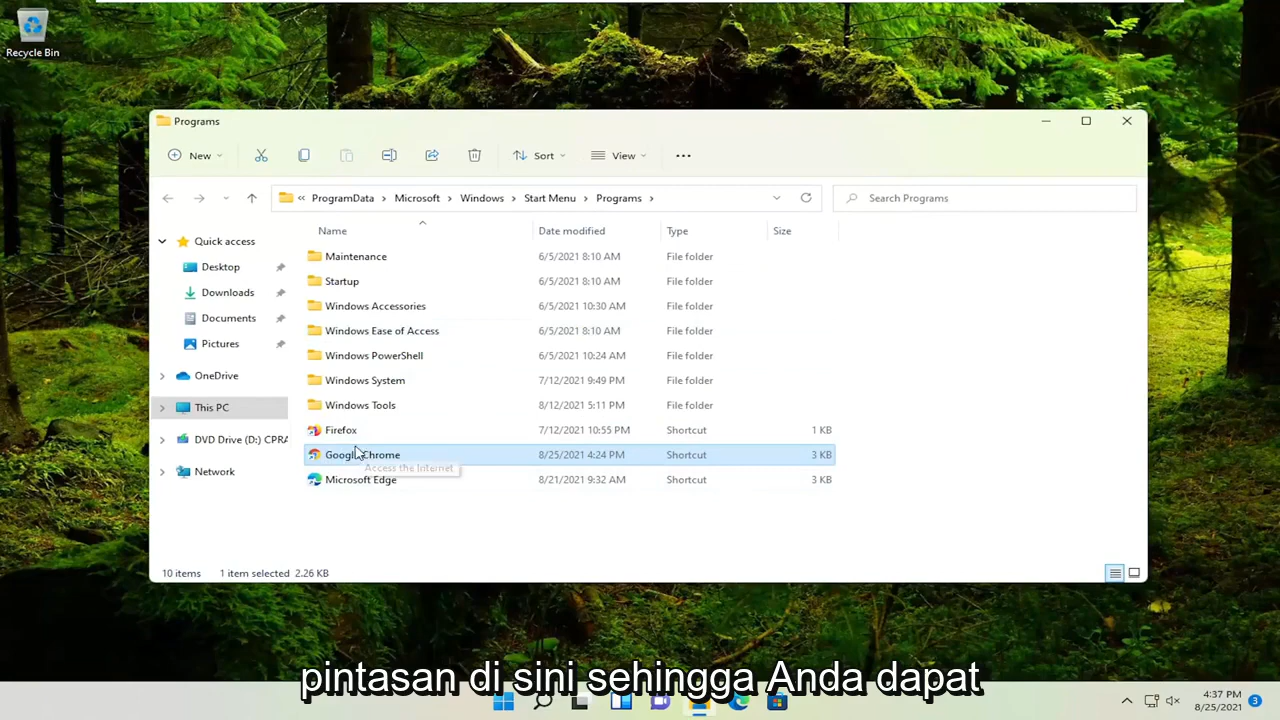 Recycle Bin
Programs
New
Sort
View
« ProgramData > Microsoft > Windows > Start Menu > Programs >
Search Programs
Name Date modified Type Size
Quick access
Desktop
Downloads
Documents
Pictures
OneDrive
This PC
DVD Drive (D:) CPRA
Network
Maintenance 6/5/2021 8:10 AM File folder
Startup 6/5/2021 8:10 AM File folder
Windows Accessories 6/5/2021 10:30 AM File folder
Windows Ease of Access 6/5/2021 8:10 AM File folder
Windows PowerShell 6/5/2021 10:24 AM File folder
Windows System 7/12/2021 9:49 PM File folder
Windows Tools 8/12/2021 5:11 PM File folder
Firefox 7/12/2021 10:55 PM Shortcut 1 KB
Google Chrome 8/25/2021 4:24 PM Shortcut 3 KB
Access the Internet
Microsoft Edge 8/21/2021 9:32 AM Shortcut 3 KB
10 items 1 item selected 2.26 KB
pintasan di sini sehingga Anda dapat
4:37 PM
8/25/2021
3